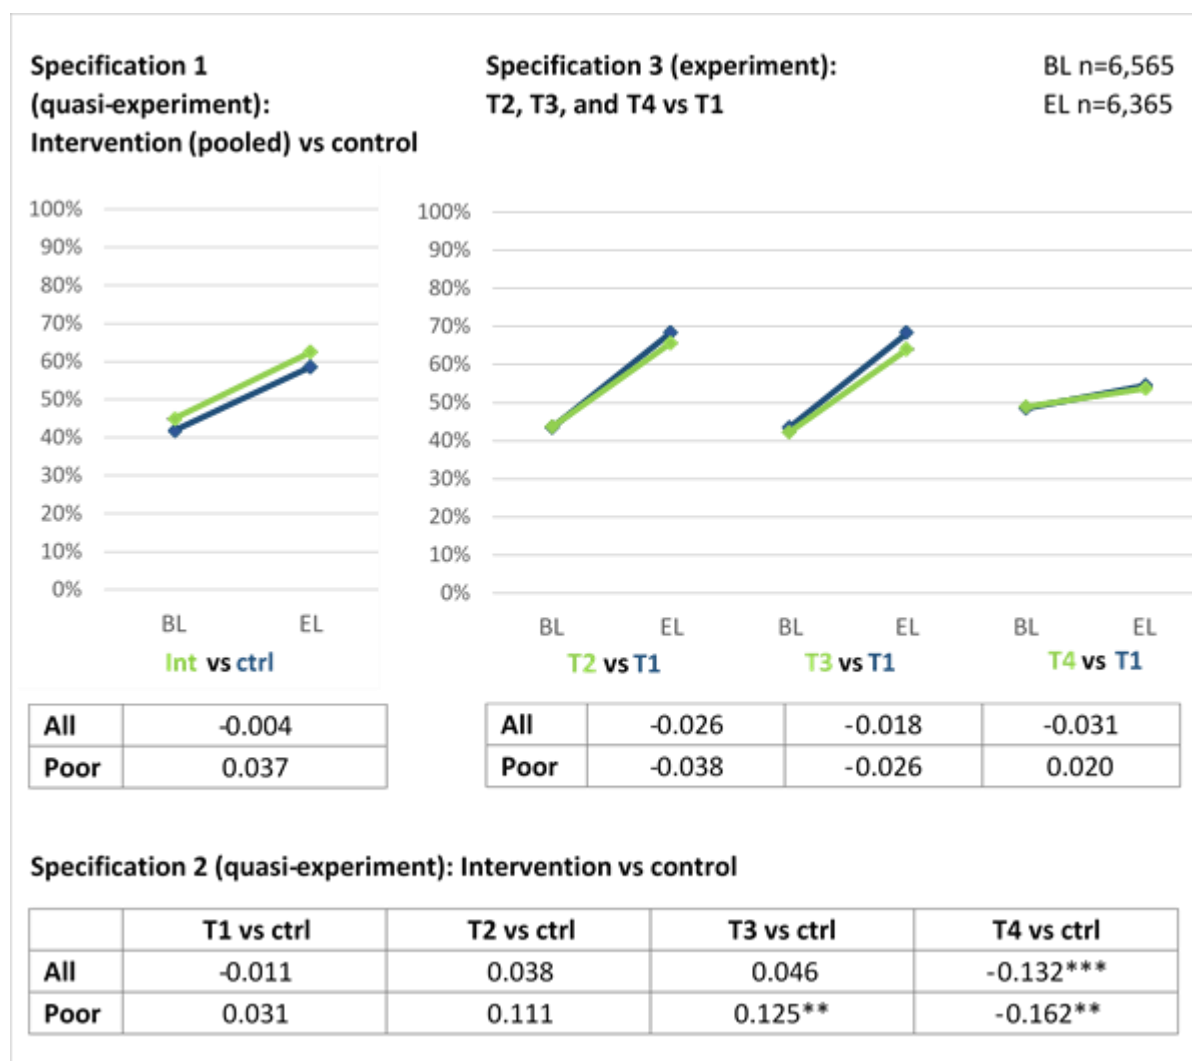 Specification 1
(quasi-experiment):
Intervention (pooled) vs control
Specification 3 (experiment):
T2, T3, and T4 vs T1
BL n=6,565
EL n=6,365
100%
90%
80%
70%
60%
50%
40%
30%
20%
10%
0%
BL EL
Int vs ctrl
100%
90%
80%
70%
60%
50%
40%
30%
20%
10%
0%
BL EL BL EL BL EL
T2 vs T1 T3 vs T1 T4 vs T1
All -0.004
Poor 0.037
All -0.026 -0.018 -0.031
Poor -0.038 -0.026 0.020
Specification 2 (quasi-experiment): Intervention vs control
T1 vs ctrl T2 vs ctrl T3 vs ctrl T4 vs ctrl
All -0.011 0.038 0.046 -0.132***
Poor 0.031 0.111 0.125** -0.162**